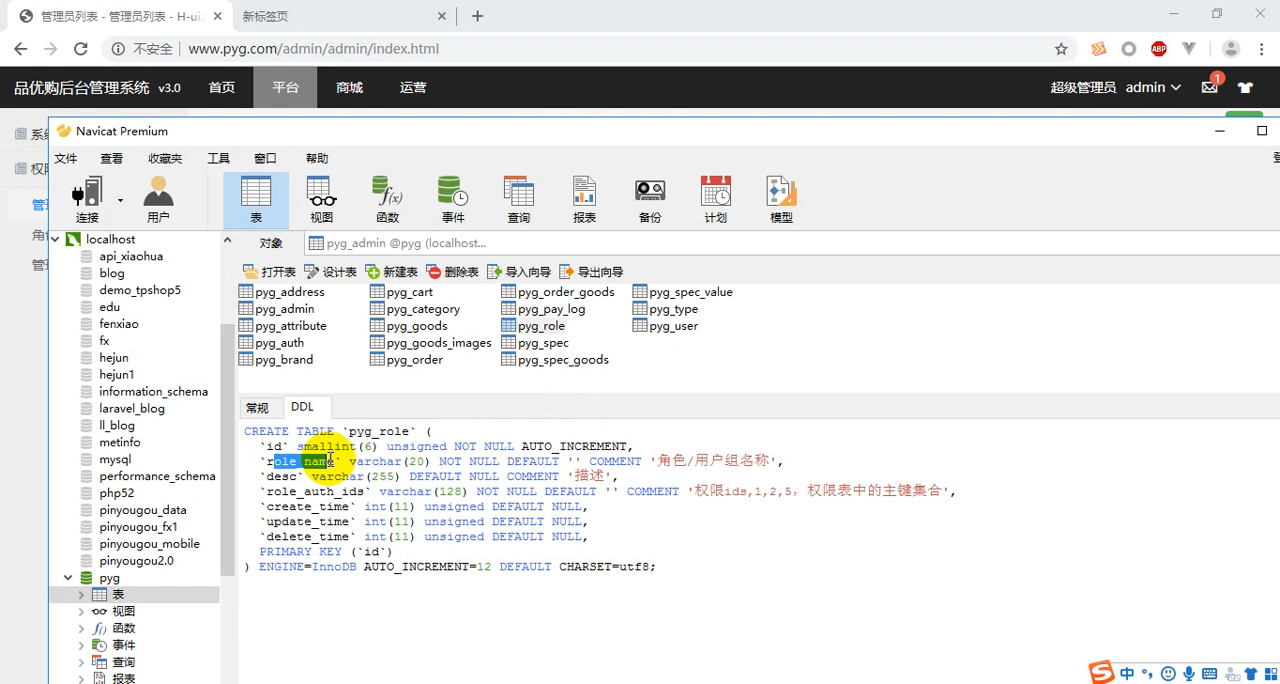 管理员列表 - 管理员列表 - H-ui.
新标签页
不安全 | www.pyg.com/admin/admin/index.html
ABP
品优购后台管理系统 v3.0 首页 平台 商城 运营 超级管理员 admin 1
Navicat Premium
文件 查看 收藏夹 工具 窗口 帮助
连接 用户 表 视图 函数 事件 查询 报表 备份 计划 模型
对象 pyg_admin @pyg (localhost...
打开表 设计表 新建表 删除表 导入向导 导出向导
localhost
api_xiaohua
blog
demo_tpshop5
edu
fenxiao
fx
hejun
hejun1
information_schema
laravel_blog
ll_blog
metinfo
mysql
performance_schema
php52
pinyougou_data
pinyougou_fx1
pinyougou_mobile
pinyougou2.0
pyg
表
视图
函数
事件
查询
报表
pyg_address pyg_cart pyg_order_goods pyg_spec_value
pyg_admin pyg_category pyg_pay_log pyg_type
pyg_attribute pyg_goods pyg_role pyg_user
pyg_auth pyg_goods_images pyg_spec
pyg_brand pyg_order pyg_spec_goods
常规 DDL
CREATE TABLE `pyg_role` (
`id` smallint(6) unsigned NOT NULL AUTO_INCREMENT,
`role_name` varchar(20) NOT NULL DEFAULT '' COMMENT '角色/用户组名称',
`desc` varchar(255) DEFAULT NULL COMMENT '描述',
`role_auth_ids` varchar(128) NOT NULL DEFAULT '' COMMENT '权限ids,1,2,5，权限表中的主键集合',
`create_time` int(11) unsigned DEFAULT NULL,
`update_time` int(11) unsigned DEFAULT NULL,
`delete_time` int(11) unsigned DEFAULT NULL,
PRIMARY KEY (`id`)
) ENGINE=InnoDB AUTO_INCREMENT=12 DEFAULT CHARSET=utf8;
中